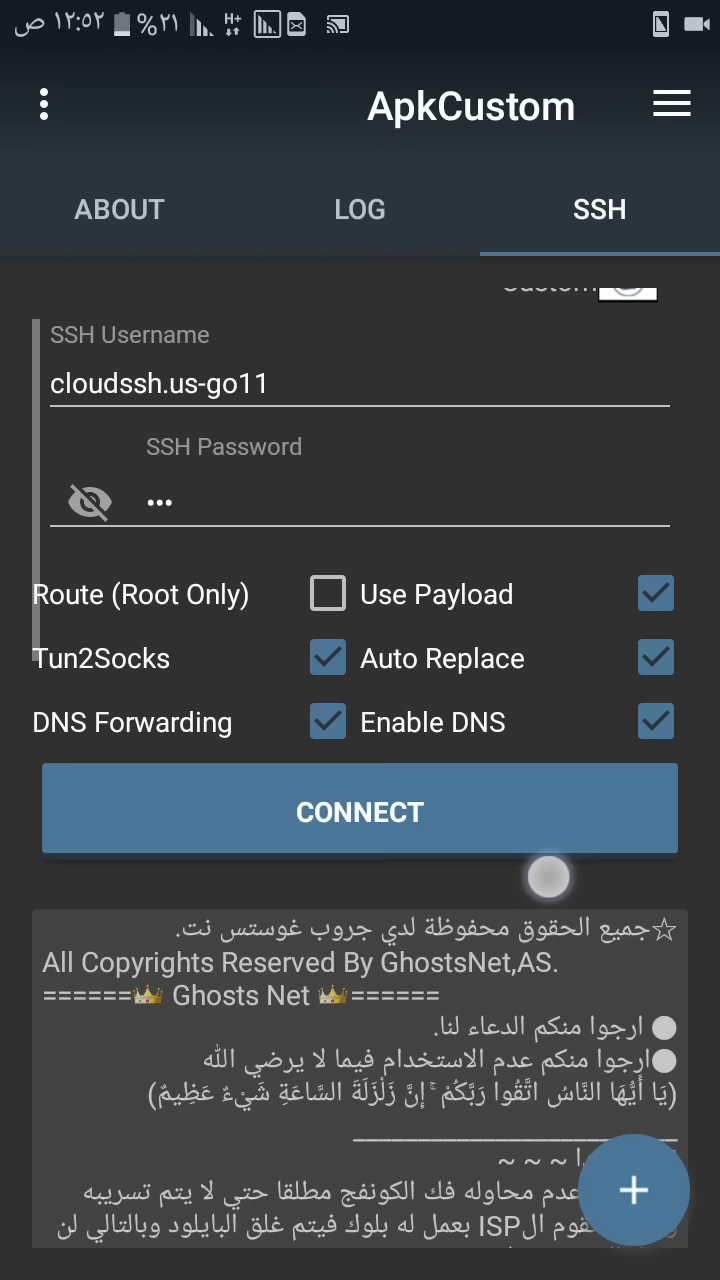 ١٢:٥٢ ص
%٢١
H+
ApkCustom
ABOUT
LOG
SSH
SSH Username
cloudssh.us-go11
SSH Password
•••
Route (Root Only)
Use Payload
Tun2Socks
Auto Replace
DNS Forwarding
Enable DNS
CONNECT
☆جميع الحقوق محفوظة لدي جروب غوستس نت.
All Copyrights Reserved By GhostsNet,AS.
======👑 Ghosts Net 👑======
● ارجوا منكم الدعاء لنا.
●ارجوا منكم عدم الاستخدام فيما لا يرضي الله
(يَا أَيُّهَا النَّاسُ اتَّقُوا رَبَّكُمْ ۚ إِنَّ زَلْزَلَةَ السَّاعَةِ شَيْءٌ عَظِيمٌ)
_________________________
~ ~ ~
عدم محاوله فك الكونفج مطلقا حتي لا يتم تسريبه
الISP بعمل له بلوك فيتم غلق البايلود وبالتالي لن